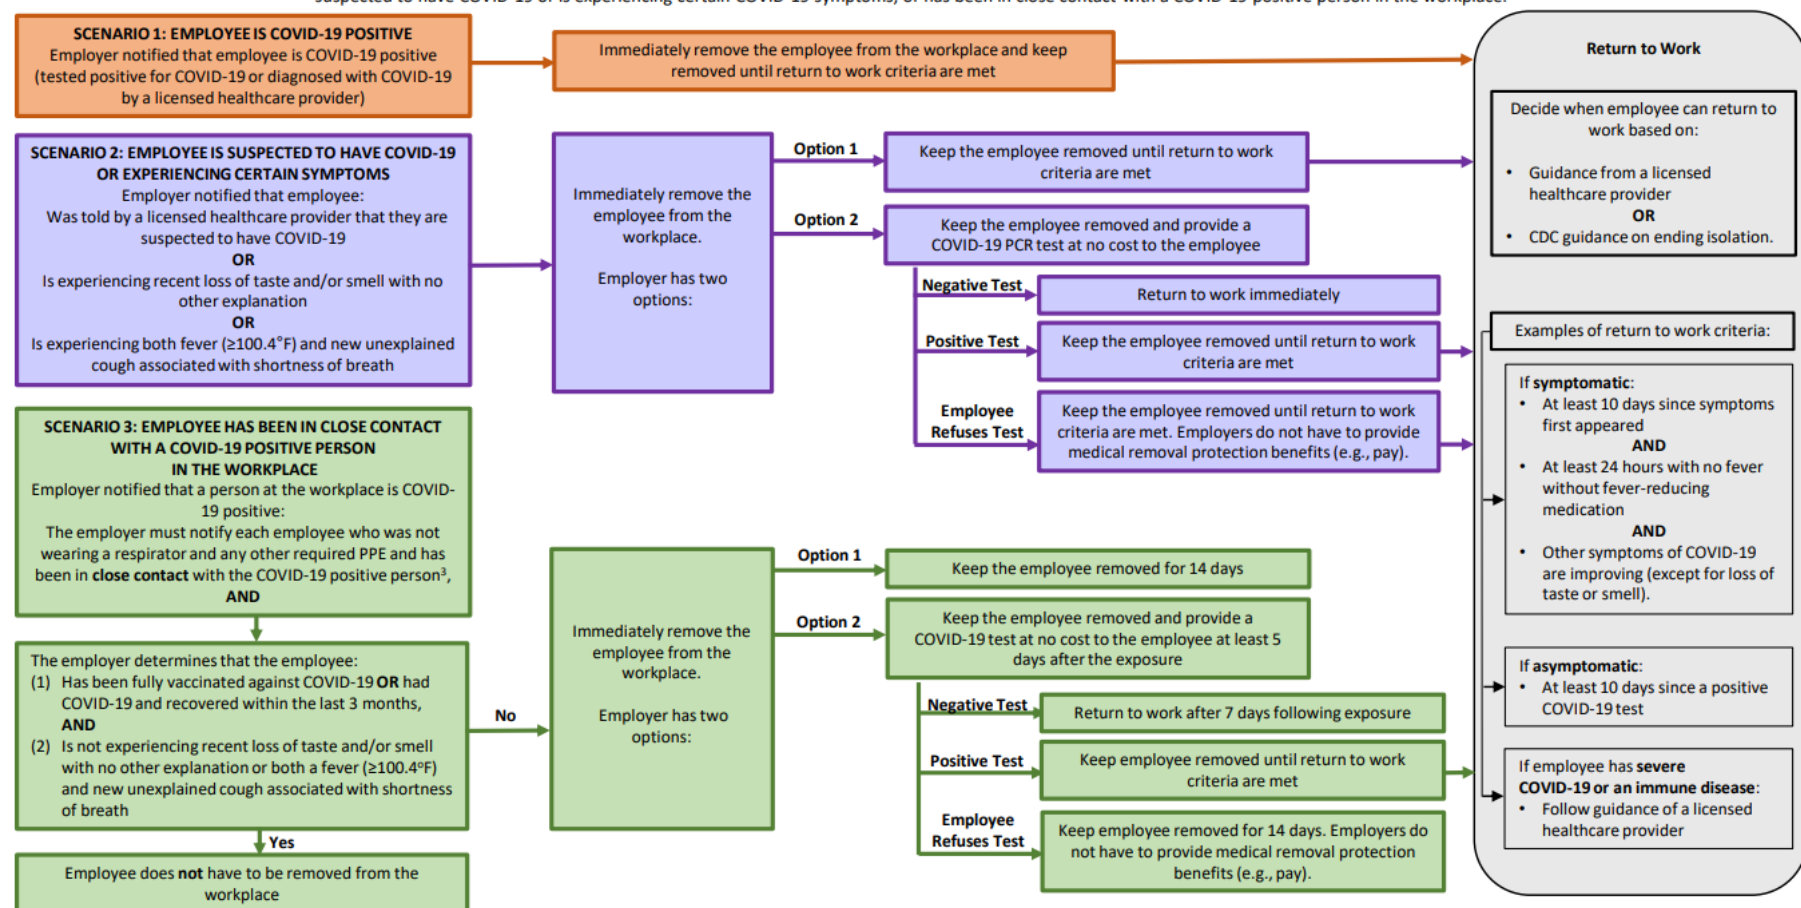 suspected to have COVID-19 or is experiencing certain COVID-19 symptoms, or has been in close contact with a COVID-19 positive person in the workplace.
SCENARIO 1: EMPLOYEE IS COVID-19 POSITIVE
Employer notified that employee is COVID-19 positive
(tested positive for COVID-19 or diagnosed with COVID-19
by a licensed healthcare provider)
Immediately remove the employee from the workplace and keep
removed until return to work criteria are met
SCENARIO 2: EMPLOYEE IS SUSPECTED TO HAVE COVID-19
OR EXPERIENCING CERTAIN SYMPTOMS
Employer notified that employee:
Was told by a licensed healthcare provider that they are
suspected to have COVID-19
OR
Is experiencing recent loss of taste and/or smell with no
other explanation
OR
Is experiencing both fever (≥100.4°F) and new unexplained
cough associated with shortness of breath
Immediately remove the
employee from the
workplace.
Employer has two
options:
Option 1
Keep the employee removed until return to work
criteria are met
Option 2
Keep the employee removed and provide a
COVID-19 PCR test at no cost to the employee
Negative Test
Return to work immediately
Positive Test
Keep the employee removed until return to work
criteria are met
Employee
Refuses Test
Keep the employee removed until return to work
criteria are met. Employers do not have to provide
medical removal protection benefits (e.g., pay).
SCENARIO 3: EMPLOYEE HAS BEEN IN CLOSE CONTACT
WITH A COVID-19 POSITIVE PERSON
IN THE WORKPLACE
Employer notified that a person at the workplace is COVID-
19 positive:
The employer must notify each employee who was not
wearing a respirator and any other required PPE and has
been in close contact with the COVID-19 positive person³,
AND
The employer determines that the employee:
(1) Has been fully vaccinated against COVID-19 OR had
COVID-19 and recovered within the last 3 months,
AND
(2) Is not experiencing recent loss of taste and/or smell
with no other explanation or both a fever (≥100.4°F)
and new unexplained cough associated with shortness
of breath
Yes
Employee does not have to be removed from the
workplace
No
Immediately remove the
employee from the
workplace.
Employer has two
options:
Option 1
Keep the employee removed for 14 days
Option 2
Keep the employee removed and provide a
COVID-19 test at no cost to the employee at least 5
days after the exposure
Negative Test
Return to work after 7 days following exposure
Positive Test
Keep employee removed until return to work
criteria are met
Employee
Refuses Test
Keep employee removed for 14 days. Employers do
not have to provide medical removal protection
benefits (e.g., pay).
Return to Work
Decide when employee can return to
work based on:
• Guidance from a licensed
healthcare provider
OR
• CDC guidance on ending isolation.
Examples of return to work criteria:
If symptomatic:
• At least 10 days since symptoms
first appeared
AND
• At least 24 hours with no fever
without fever-reducing
medication
AND
• Other symptoms of COVID-19
are improving (except for loss of
taste or smell).
If asymptomatic:
• At least 10 days since a positive
COVID-19 test
If employee has severe
COVID-19 or an immune disease:
• Follow guidance of a licensed
healthcare provider